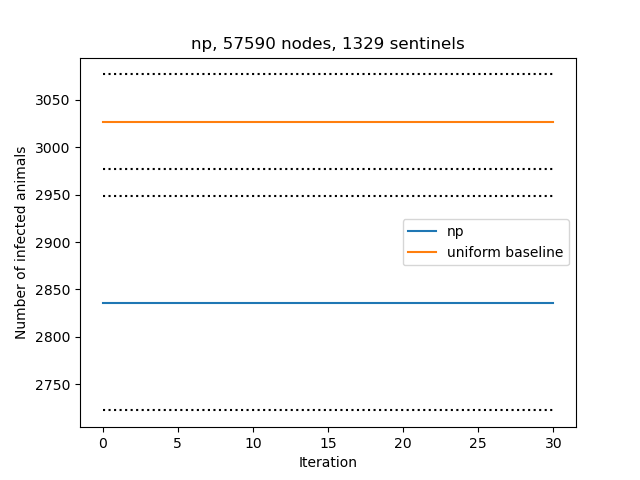 np, 57590 nodes, 1329 sentinels
Number of infected animals
3050
3000
2950
2900
2850
2800
2750
np
uniform baseline
0 5 10 15 20 25 30
Iteration